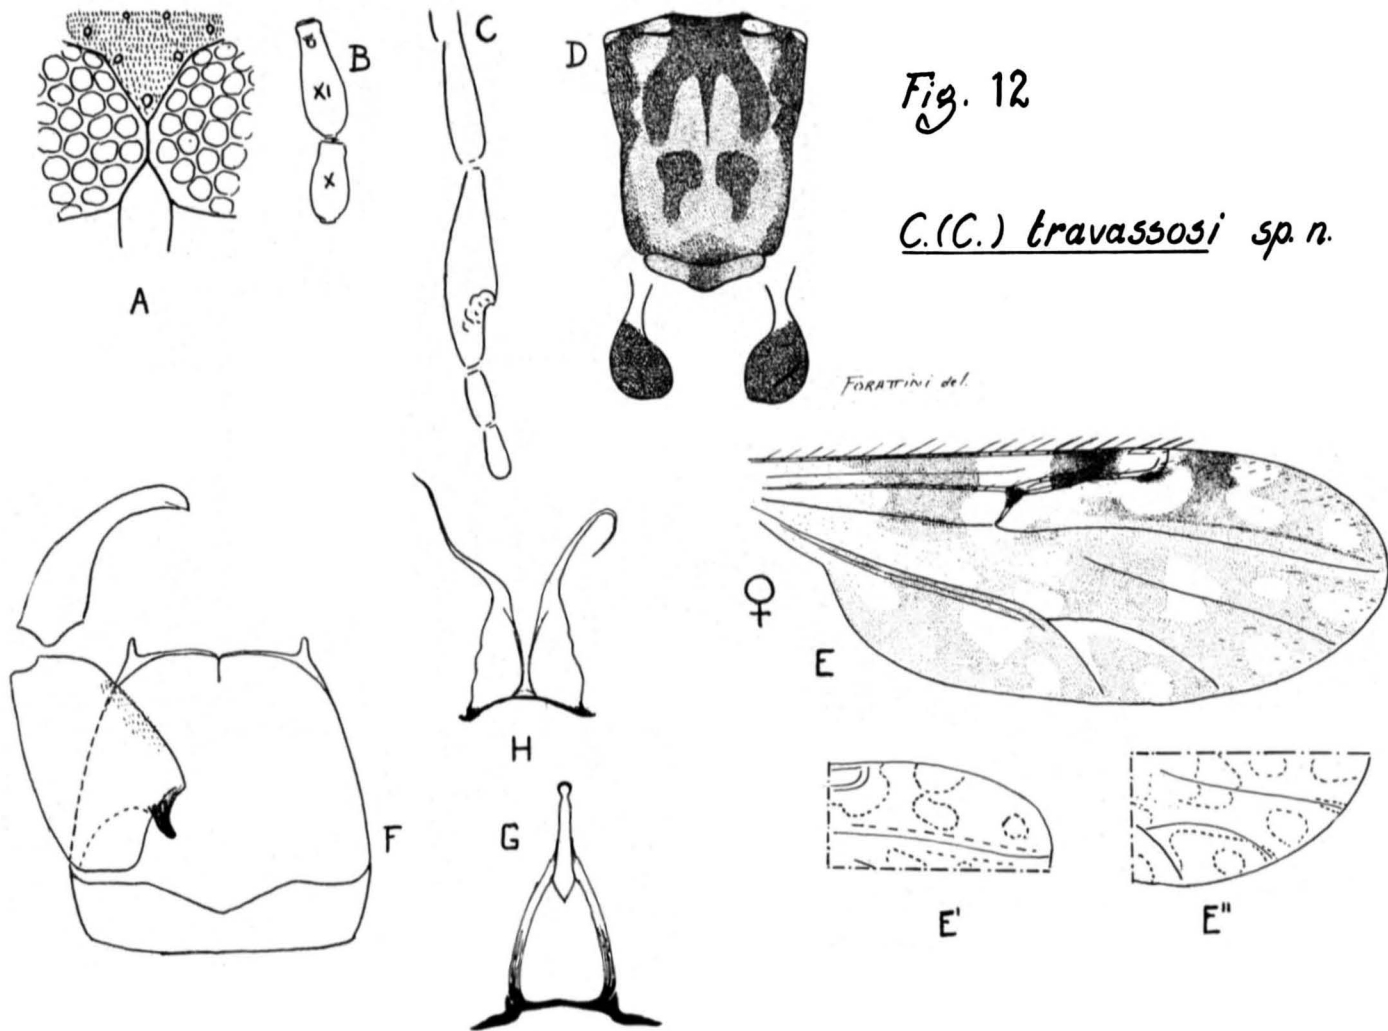 Fig. 12
C.(C.) travassosi sp. n.
A
B
XI
X
C
D
FORATTINI del.
♀
E
E'
E"
F
G
H